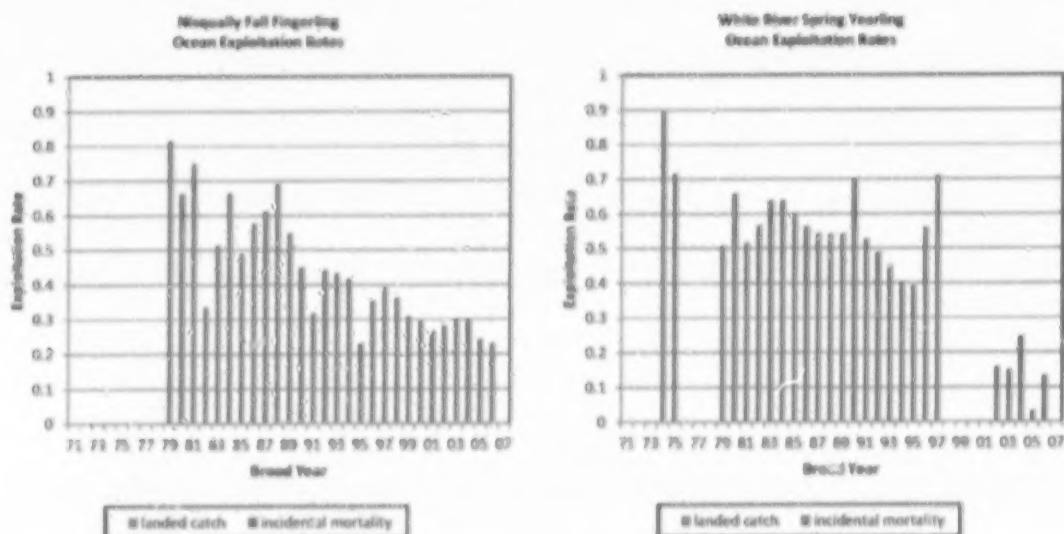 Nisqually Fall Fingerling
Ocean Exploitation Rates
Exploitation Rate
1
0.9
0.8
0.7
0.6
0.5
0.4
0.3
0.2
0.1
0
71 73 75 77 79 81 83 85 87 89 91 93 95 97 99 01 03 05 07
Brood Year
landed catch incidental mortality
White River Spring Yearling
Ocean Exploitation Rates
Exploitation Rate
1
0.9
0.8
0.7
0.6
0.5
0.4
0.3
0.2
0.1
0
71 73 75 77 79 81 83 85 87 89 91 93 95 97 01 03 05 07
Brood Year
landed catch incidental mortality